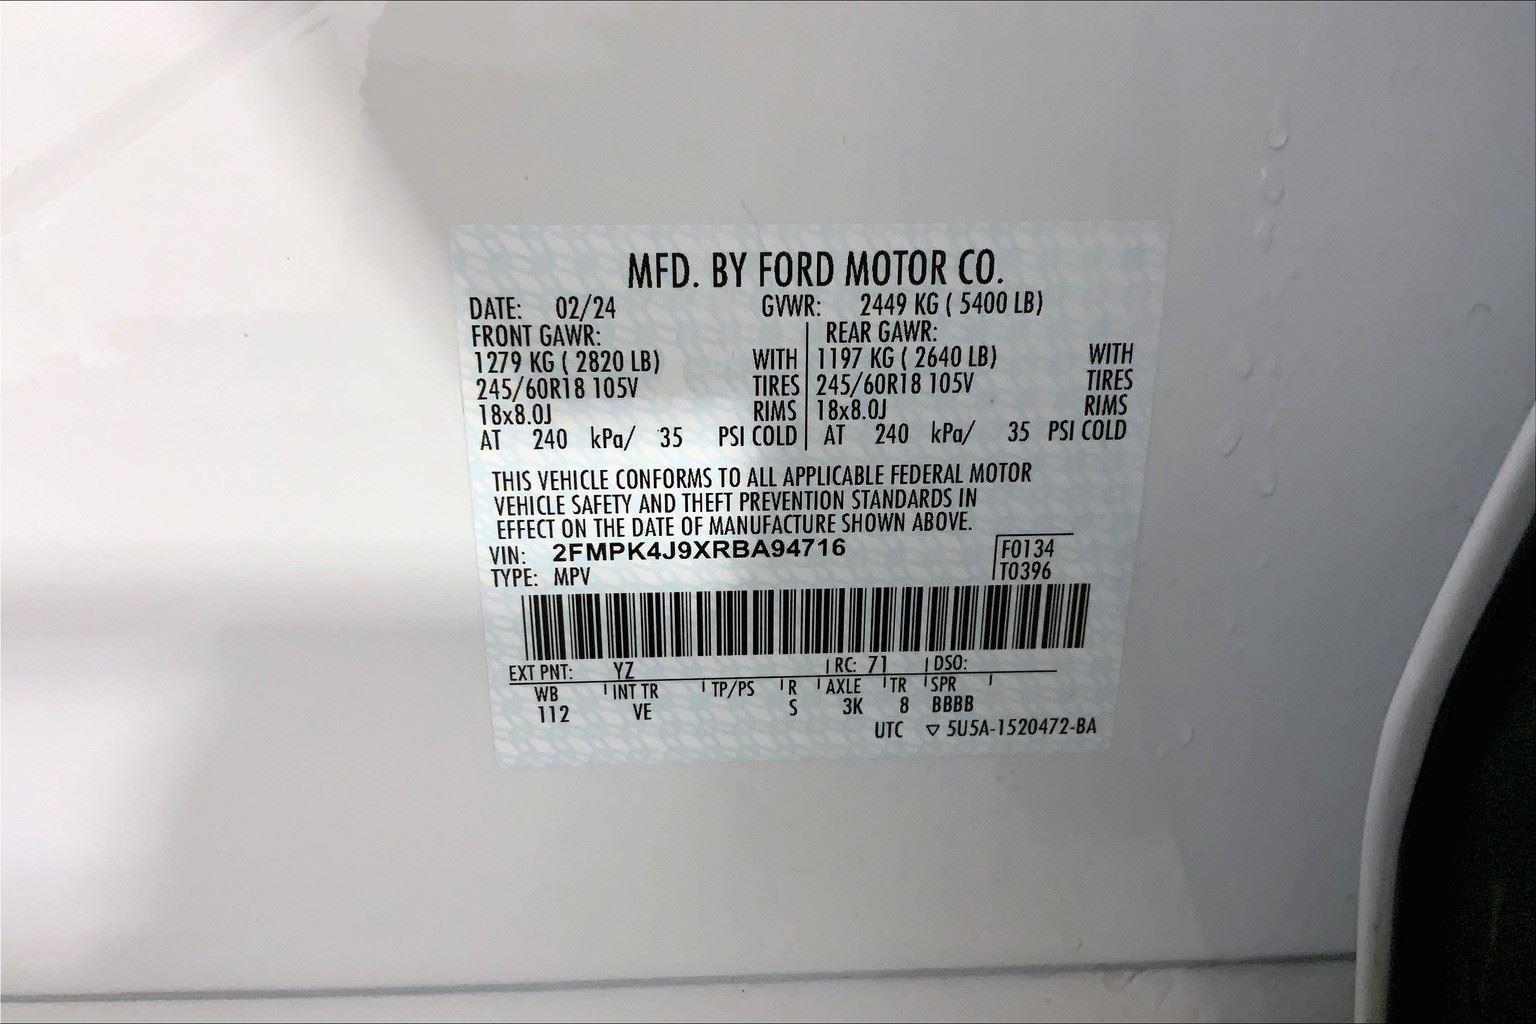 MFD. BY FORD MOTOR CO.
DATE: 02/24 GVWR: 2449 KG ( 5400 LB)
FRONT GAWR: REAR GAWR:
1279 KG ( 2820 LB) WITH 1197 KG ( 2640 LB) WITH
245/60R18 105V TIRES 245/60R18 105V TIRES
18x8.0J RIMS 18x8.0J RIMS
AT 240 kPa/ 35 PSI COLD AT 240 kPa/ 35 PSI COLD
THIS VEHICLE CONFORMS TO ALL APPLICABLE FEDERAL MOTOR
VEHICLE SAFETY AND THEFT PREVENTION STANDARDS IN
EFFECT ON THE DATE OF MANUFACTURE SHOWN ABOVE.
VIN: 2FMPK4J9XRBA94716 F0134
TYPE: MPV T0396
EXT PNT: YZ RC: 71 DSO:
WB INT TR TP/PS R AXLE TR SPR
112 VE S 3K 8 BBBB
UTC ▽ 5U5A-1520472-BA